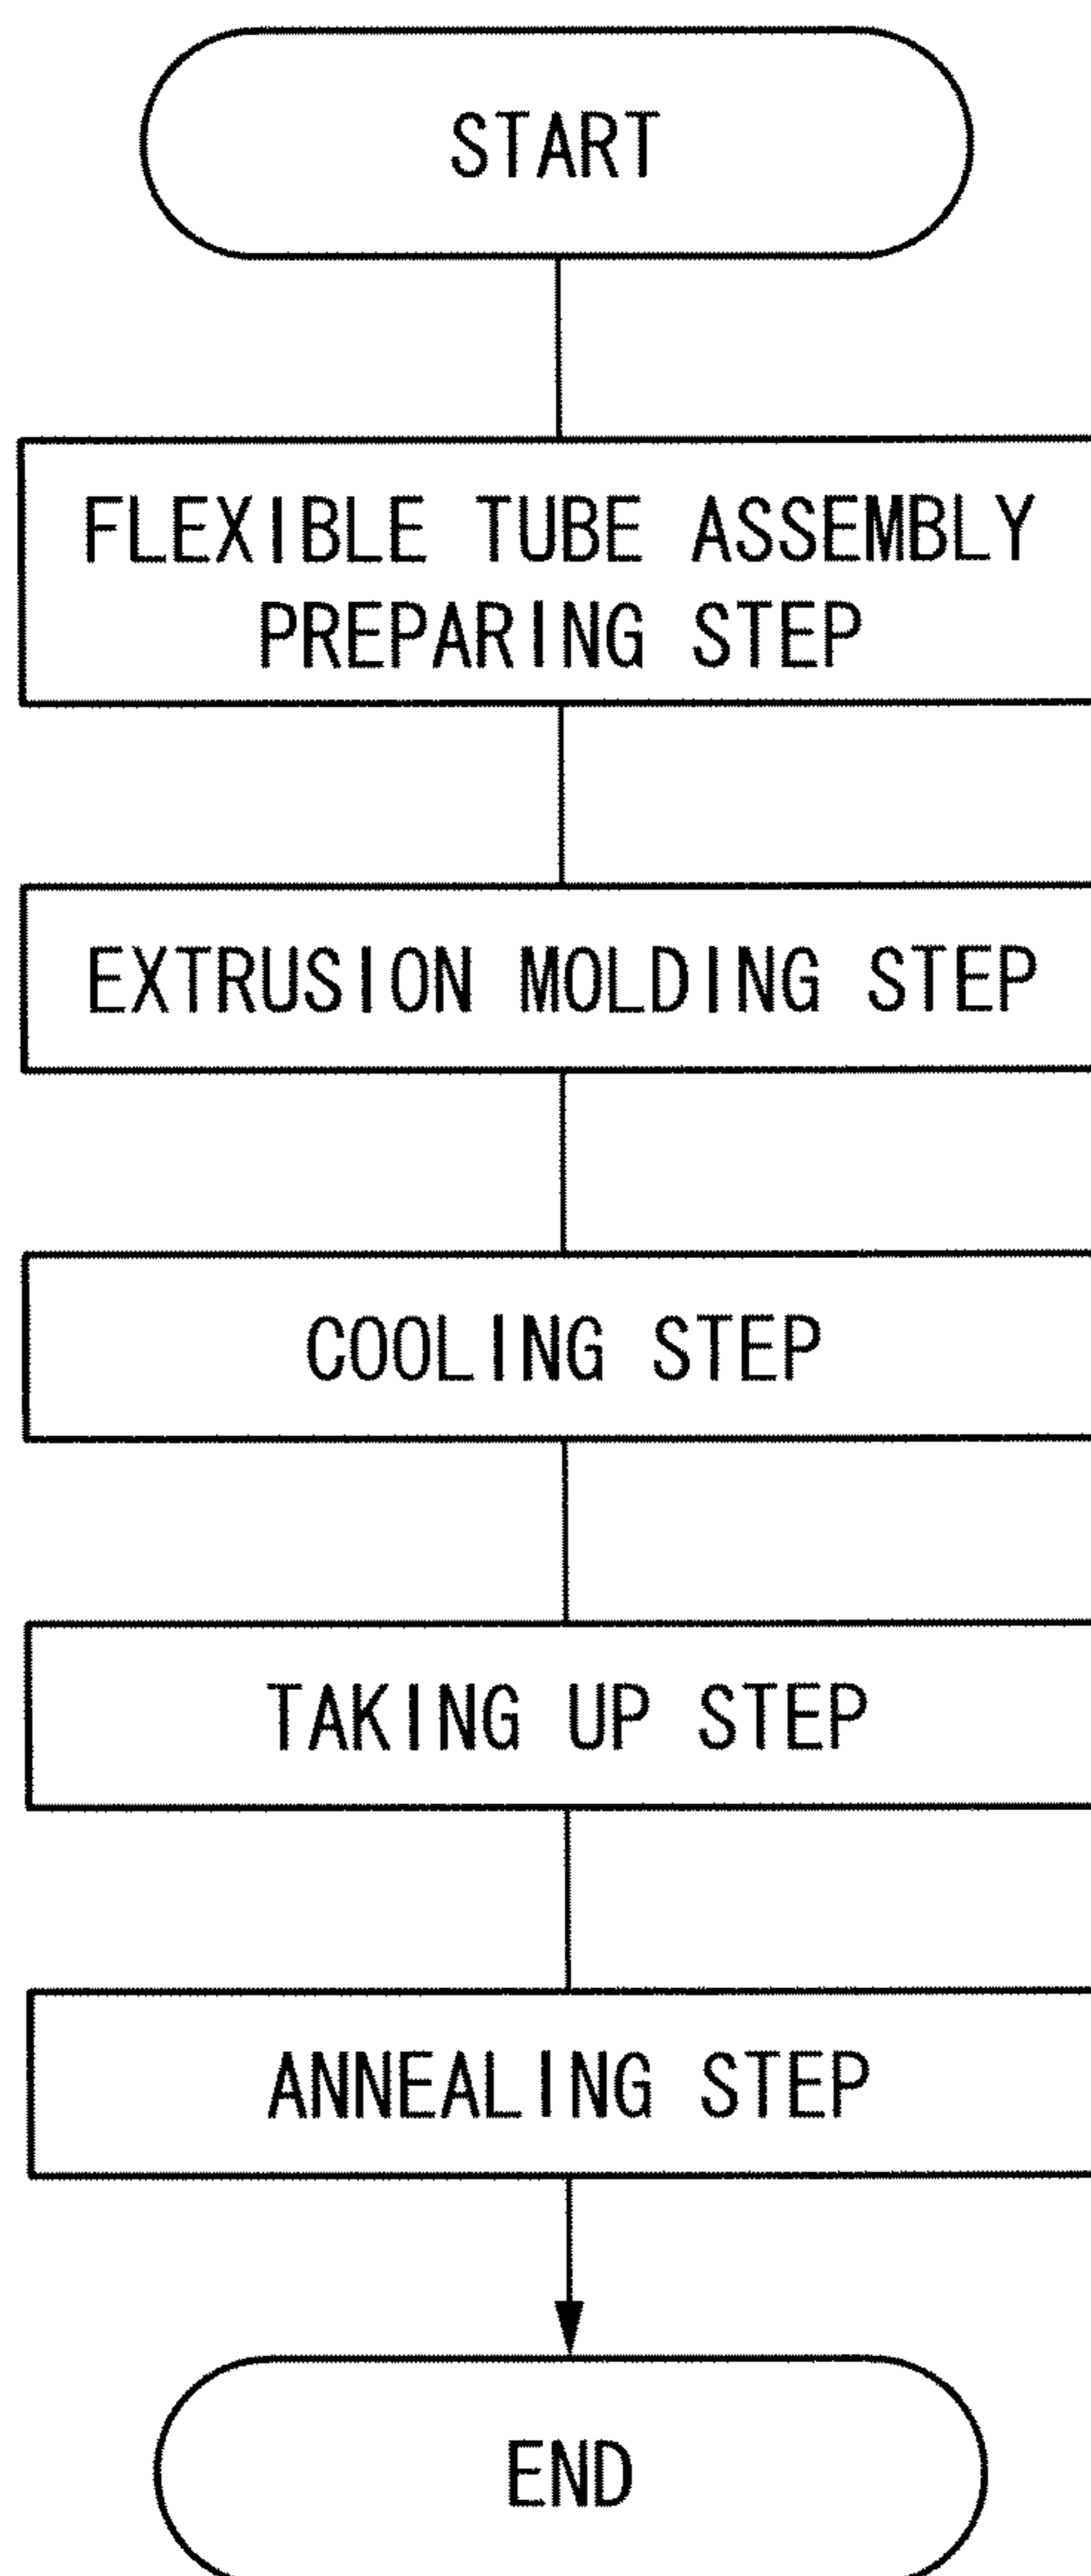 START
FLEXIBLE TUBE ASSEMBLY
PREPARING STEP
EXTRUSION MOLDING STEP
COOLING STEP
TAKING UP STEP
ANNEALING STEP
END